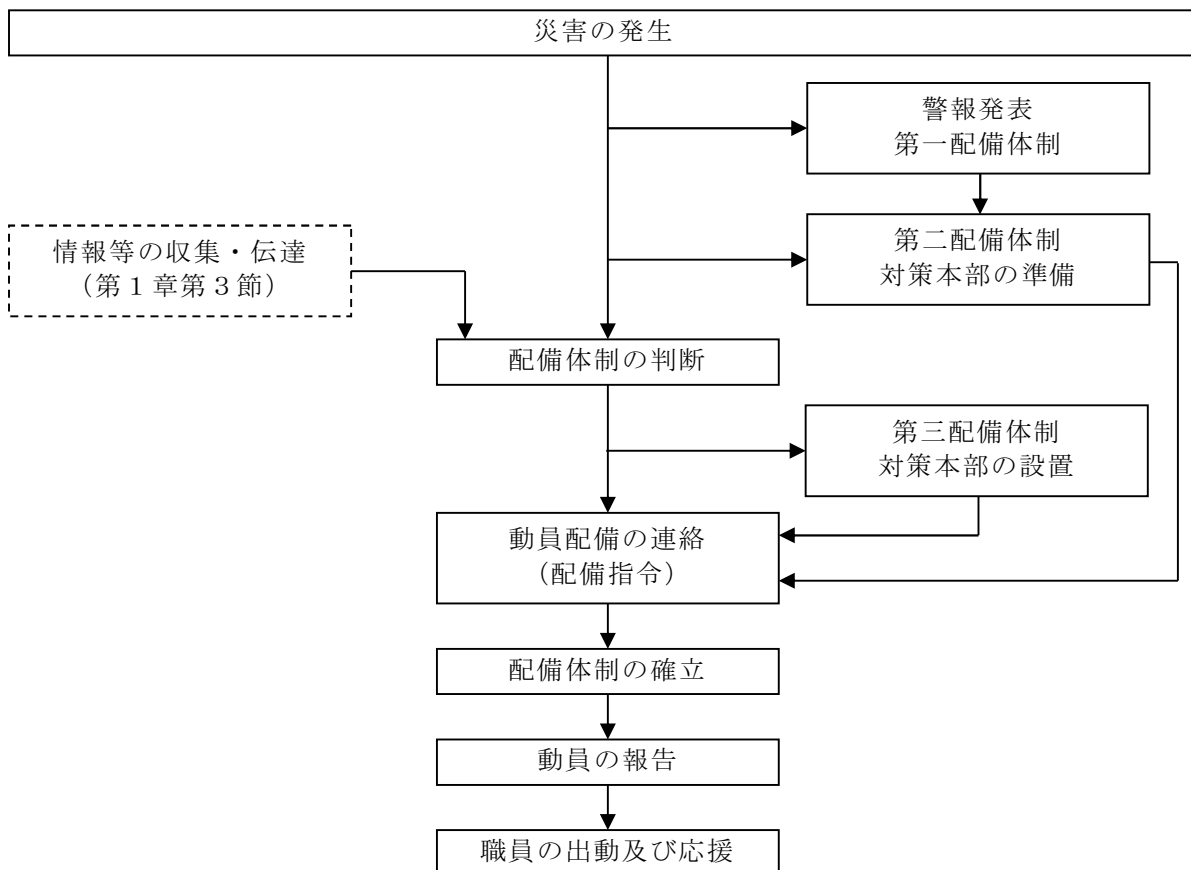 災害の発生
警報発表
第一配備体制
情報等の収集・伝達
（第１章第３節）
第二配備体制
対策本部の準備
配備体制の判断
第三配備体制
対策本部の設置
動員配備の連絡
（配備指令）
配備体制の確立
動員の報告
職員の出動及び応援